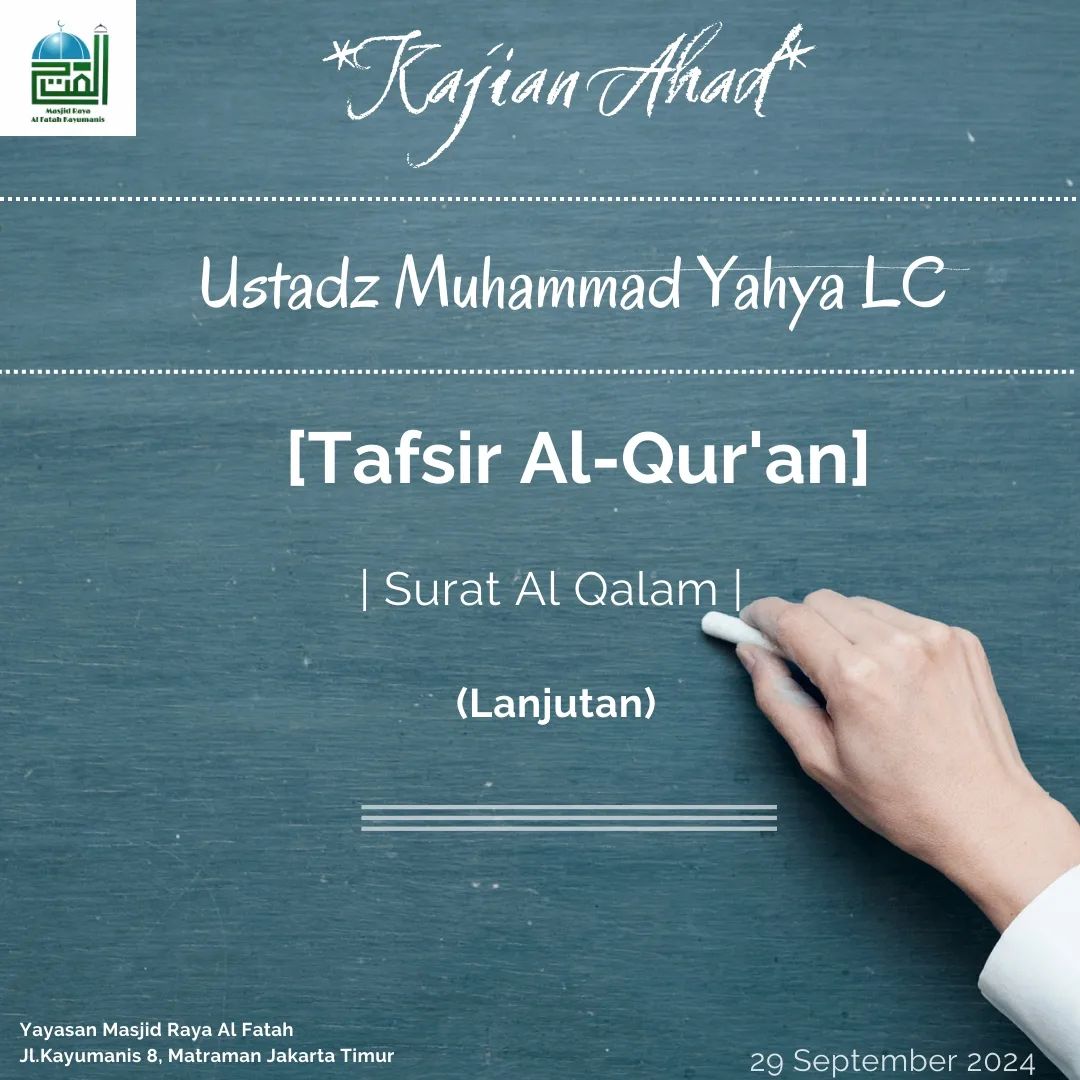 الفتح
Masjid Raya
Al Fatah Kayumanis
*Kajian Ahad*
Ustadz Muhammad Yahya LC
[Tafsir Al-Qur'an]
| Surat Al Qalam |
(Lanjutan)
Yayasan Masjid Raya Al Fatah
Jl.Kayumanis 8, Matraman Jakarta Timur
29 September 2024